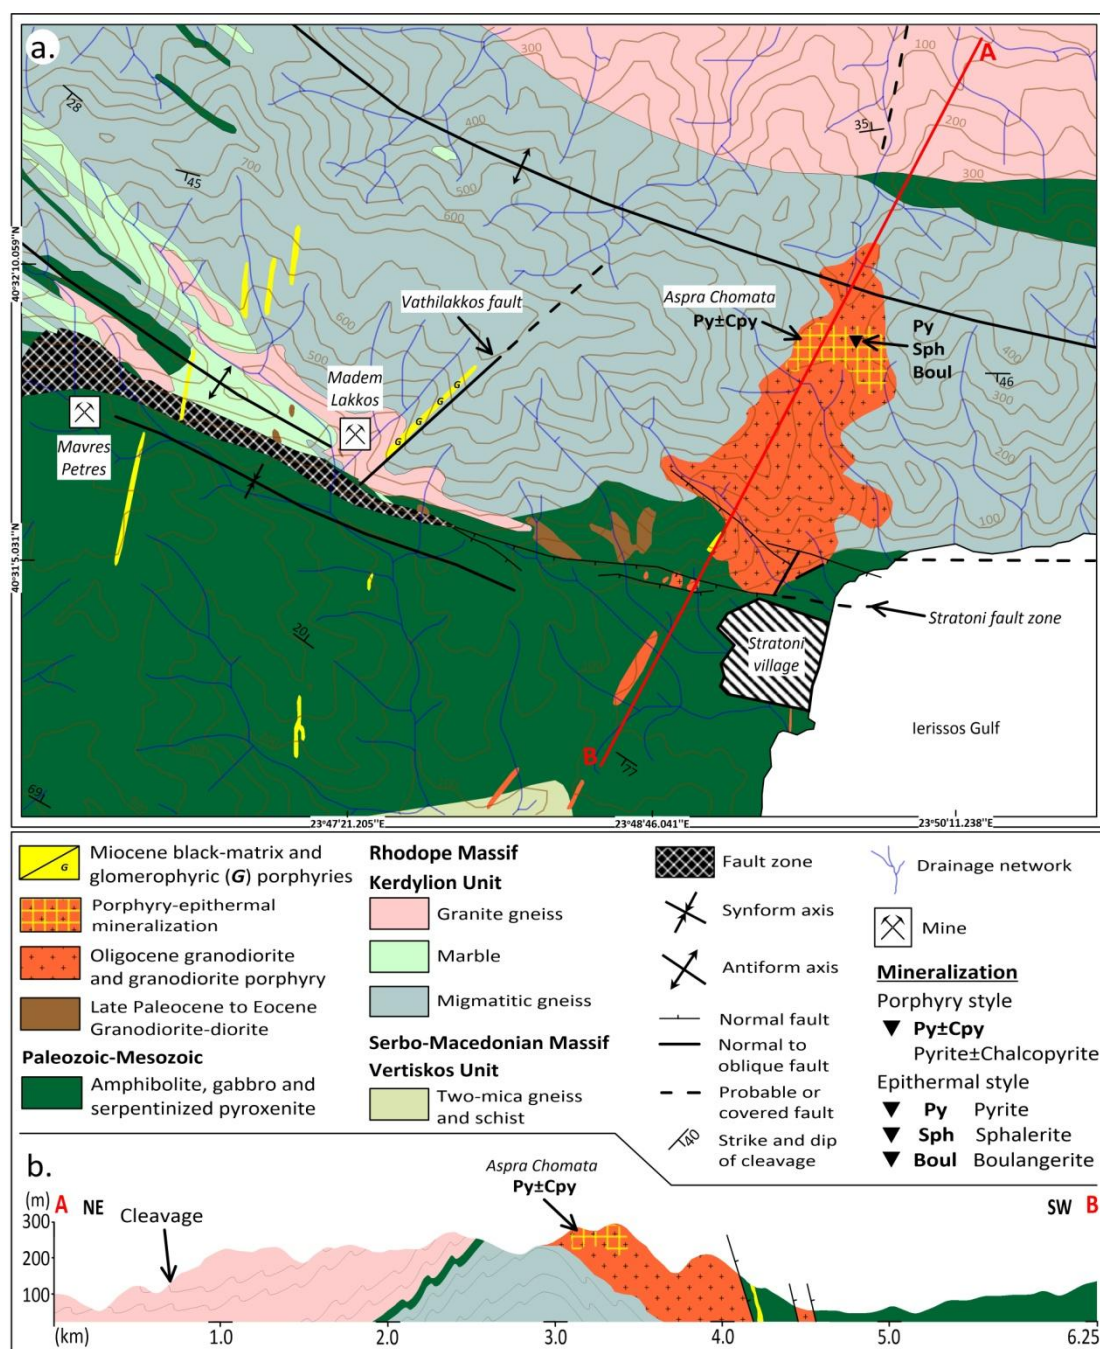 a.
A
300
100
200
300
35
28
400
700
45
500
600
40°32'10.059''N
Vathilakkos fault
Aspra Chomata
Py±Cpy
Py
Sph
Boul
600
500
400
46
300
Madem
Lakkos
G
G
G
G
Mavres
Petres
200
100
40°31'5.031''N
Stratoni fault zone
20
Stratoni
village
Ierissos Gulf
B
77
69
23°47'21.205''E
23°48'46.041''E
23°50'11.238''E
G
Miocene black-matrix and
glomerophyric (G) porphyries
Porphyry-epithermal
mineralization
Oligocene granodiorite
and granodiorite porphyry
Late Paleocene to Eocene
Granodiorite-diorite
Paleozoic-Mesozoic
Amphibolite, gabbro and
serpentinized pyroxenite
Rhodope Massif
Kerdylion Unit
Granite gneiss
Marble
Migmatitic gneiss
Serbo-Macedonian Massif
Vertiskos Unit
Two-mica gneiss
and schist
Fault zone
Synform axis
Antiform axis
Normal fault
Normal to
oblique fault
Probable or
covered fault
40
Strike and dip
of cleavage
Drainage network
Mine
Mineralization
Porphyry style
Py±Cpy
Pyrite±Chalcopyrite
Epithermal style
Py Pyrite
Sph Sphalerite
Boul Boulangerite
b.
Aspra Chomata
Py±Cpy
(m) A NE
SW B
Cleavage
300
200
100
(km) 1.0 2.0 3.0 4.0 5.0 6.25